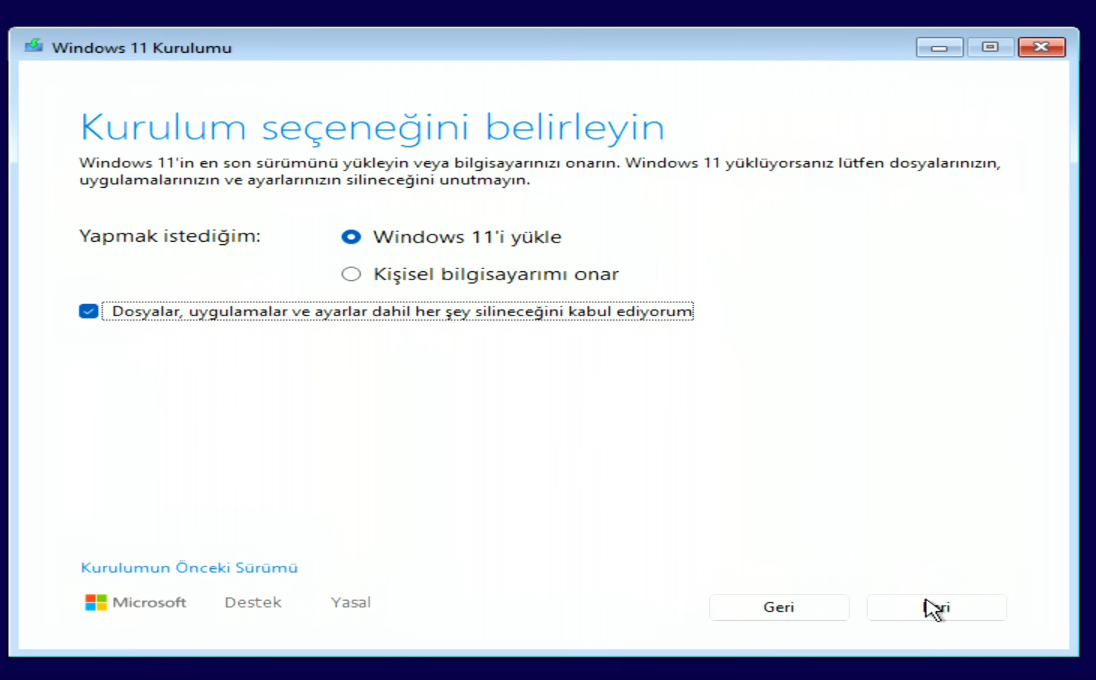 Windows 11 Kurulumu
Kurulum seçeneğini belirleyin
Windows 11'in en son sürümünü yükleyin veya bilgisayarınızı onarın. Windows 11 yüklüyorsanız lütfen dosyalarınızın,
uygulamalarınızın ve ayarlarınızın silineceğini unutmayın.
Yapmak istediğim:
Windows 11'i yükle
Kişisel bilgisayarımı onar
Dosyalar, uygulamalar ve ayarlar dahil her şey silineceğini kabul ediyorum
Kurulumun Önceki Sürümü
Microsoft Destek Yasal
Geri